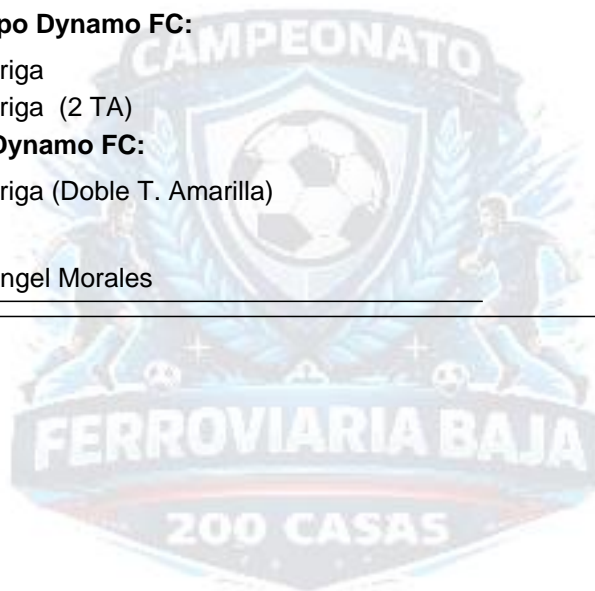 po Dynamo FC:
riga
riga (2 TA)
Dynamo FC:
riga (Doble T. Amarilla)
ngel Morales
CAMPEONATO
FERROVIARIA BAJA
200 CASAS